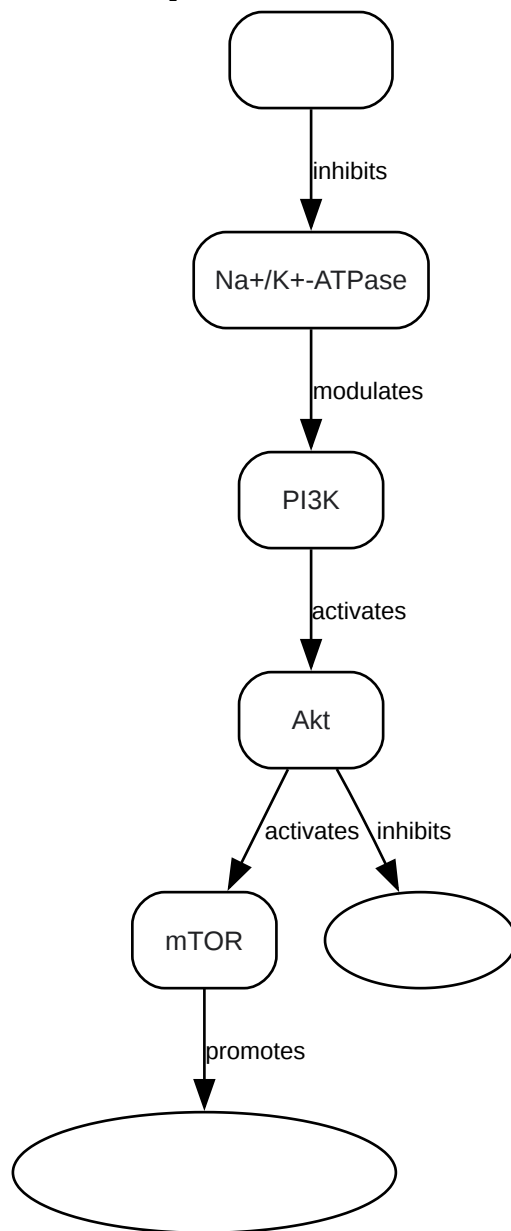 inhibits
Na+/K+-ATPase
modulates
PI3K
activates
Akt
activates
inhibits
mTOR
promotes